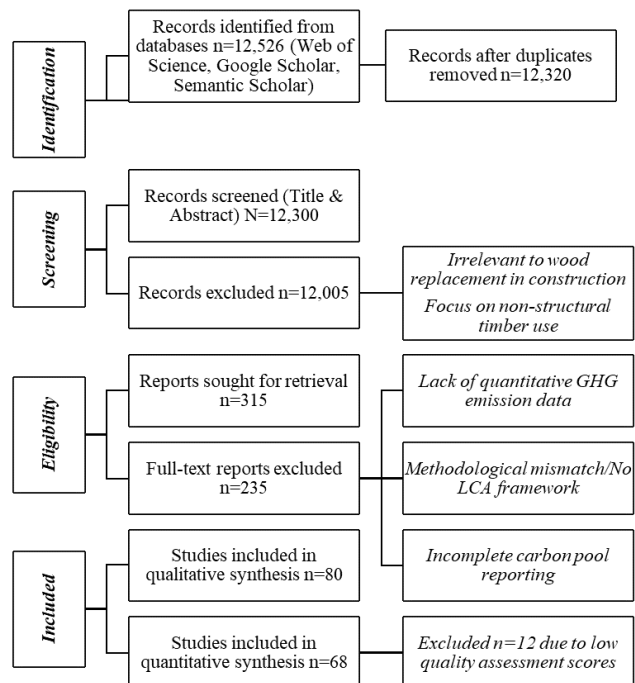 Identification
Records identified from
databases n=12,526 (Web of
Science, Google Scholar,
Semantic Scholar)
Records after duplicates
removed n=12,320
Screening
Records screened (Title &
Abstract) N=12,300
Records excluded n=12,005
Irrelevant to wood
replacement in construction
Focus on non-structural
timber use
Eligibility
Reports sought for retrieval
n=315
Full-text reports excluded
n=235
Lack of quantitative GHG
emission data
Methodological mismatch/No
LCA framework
Incomplete carbon pool
reporting
Included
Studies included in
qualitative synthesis n=80
Studies included in
quantitative synthesis n=68
Excluded n=12 due to low
quality assessment scores